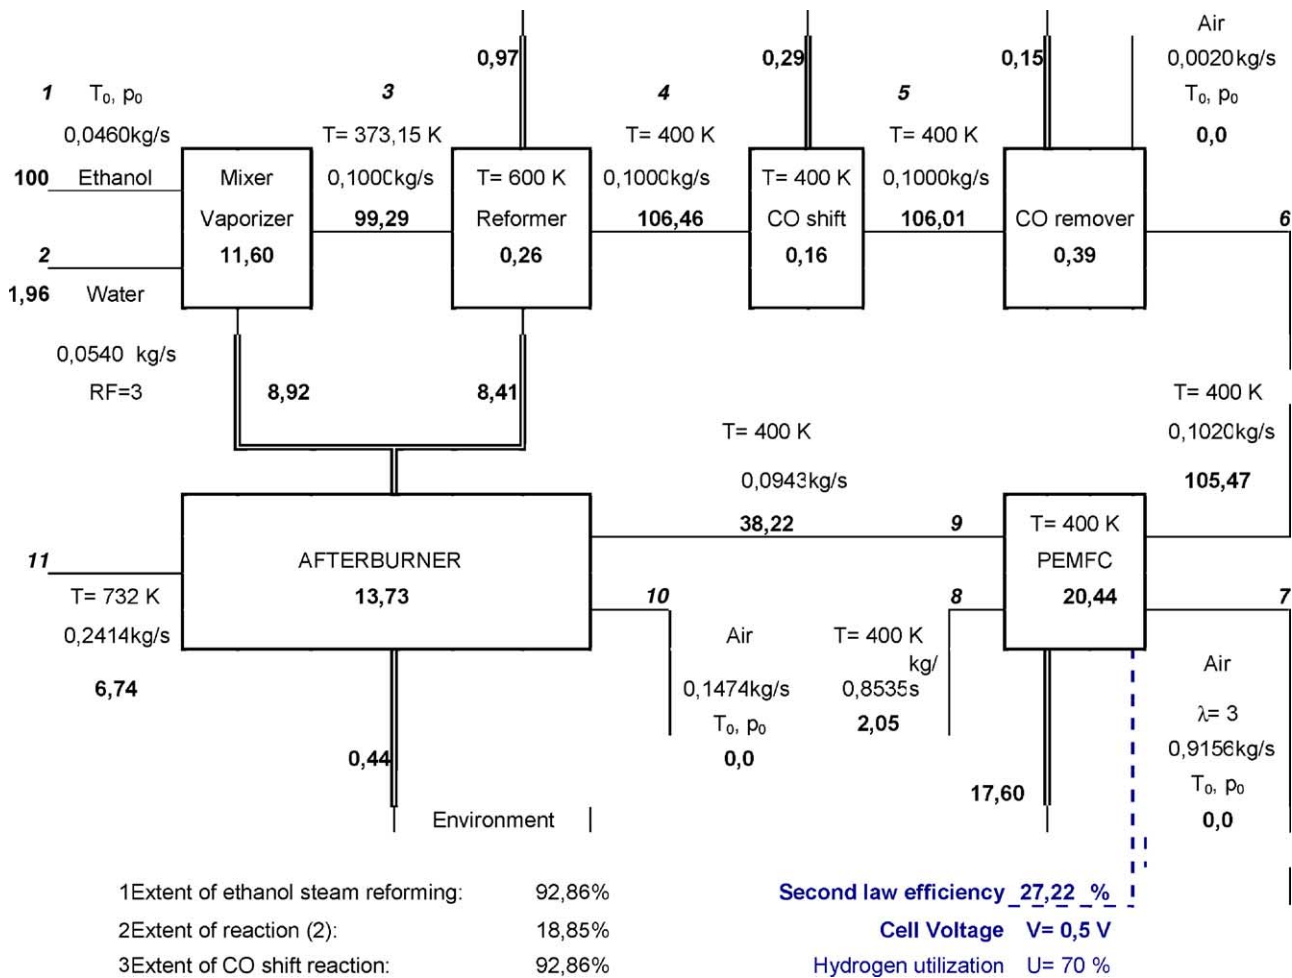 Air
0,97
0,29
0,15
0,0020kg/s
1 T₀, p₀
3
4
5
T₀, p₀
0,0460kg/s
T= 373,15 K
T= 400 K
T= 400 K
0,0
100 Ethanol
Mixer
0,1000kg/s
T= 600 K
0,1000kg/s
T= 400 K
0,1000kg/s
Vaporizer
99,29
Reformer
106,46
CO shift
106,01
CO remover
6
2
11,60
0,26
0,16
0,39
1,96 Water
0,0540 kg/s
RF=3
8,92
8,41
T= 400 K
T= 400 K
0,1020kg/s
0,0943kg/s
105,47
38,22
9
T= 400 K
11
AFTERBURNER
PEMFC
T= 732 K
13,73
10
8
20,44
7
0,2414kg/s
Air
T= 400 K
kg/
Air
6,74
0,1474kg/s
0,8535s
λ= 3
T₀, p₀
2,05
0,9156kg/s
0,44
0,0
T₀, p₀
17,60
Environment
0,0
1Extent of ethanol steam reforming: 92,86%
Second law efficiency 27,22 %
2Extent of reaction (2): 18,85%
Cell Voltage V= 0,5 V
3Extent of CO shift reaction: 92,86%
Hydrogen utilization U= 70 %